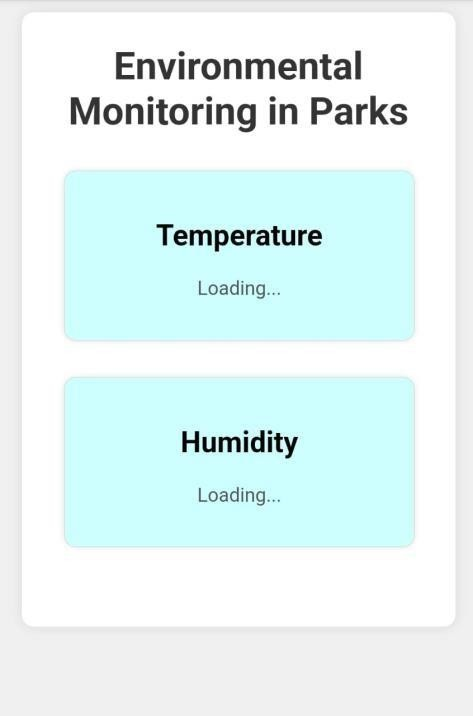 Environmental
Monitoring in Parks
Temperature
Loading...
Humidity
Loading...